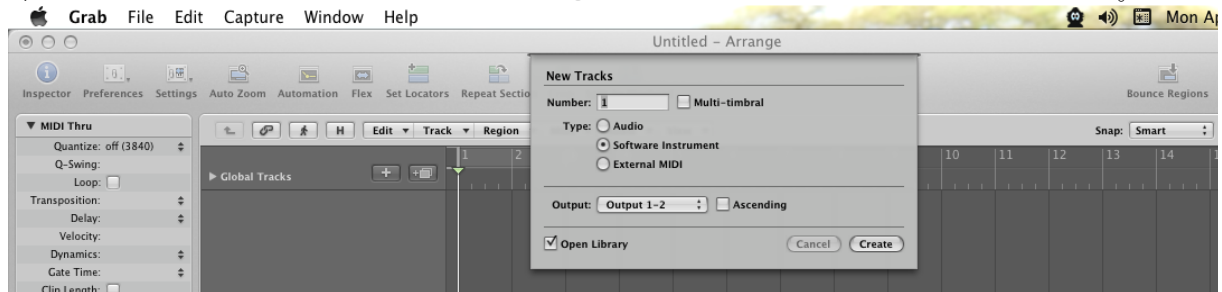 Grab File Edit Capture Window Help Mon Ap
Untitled – Arrange
Inspector Preferences Settings Auto Zoom Automation Flex Set Locators Repeat Sectio Bounce Regions
New Tracks
Number: 1 Multi-timbral
Type: Audio
Software Instrument
External MIDI
Output: Output 1-2 Ascending
Open Library Cancel Create
MIDI Thru
Quantize: off (3840)
Q-Swing:
Loop:
Transposition:
Delay:
Velocity:
Dynamics:
Gate Time:
Clip Length:
H Edit Track Region Snap: Smart
1 2 10 11 12 13 14
Global Tracks